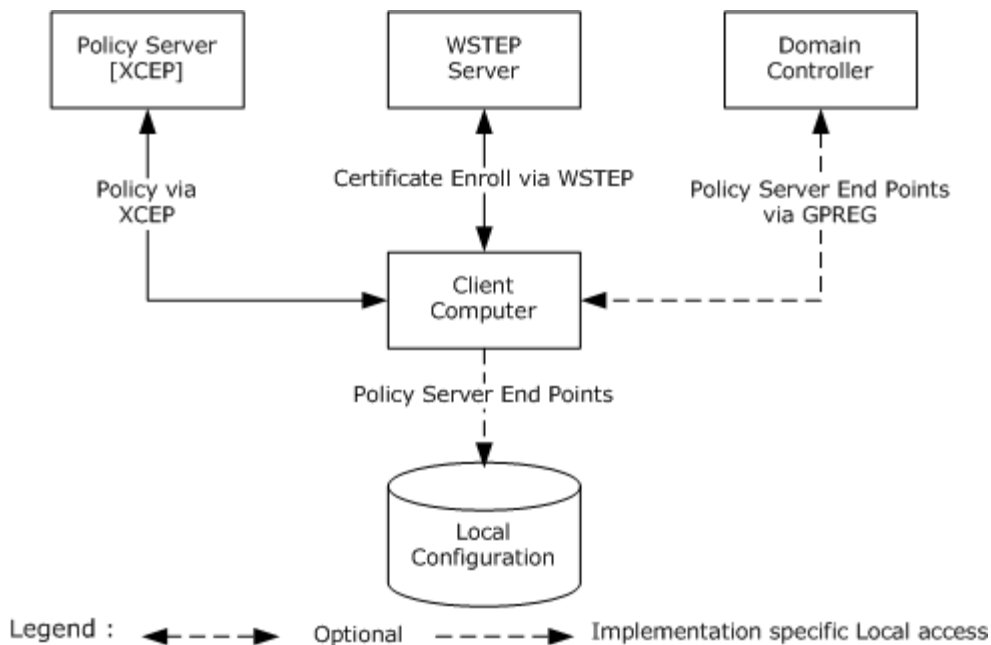 Policy Server
[XCEP]
WSTEP
Server
Domain
Controller
Policy via
XCEP
Certificate Enroll via WSTEP
Policy Server End Points
via GPREG
Client
Computer
Policy Server End Points
Local
Configuration
Legend :
Optional
Implementation specific Local access